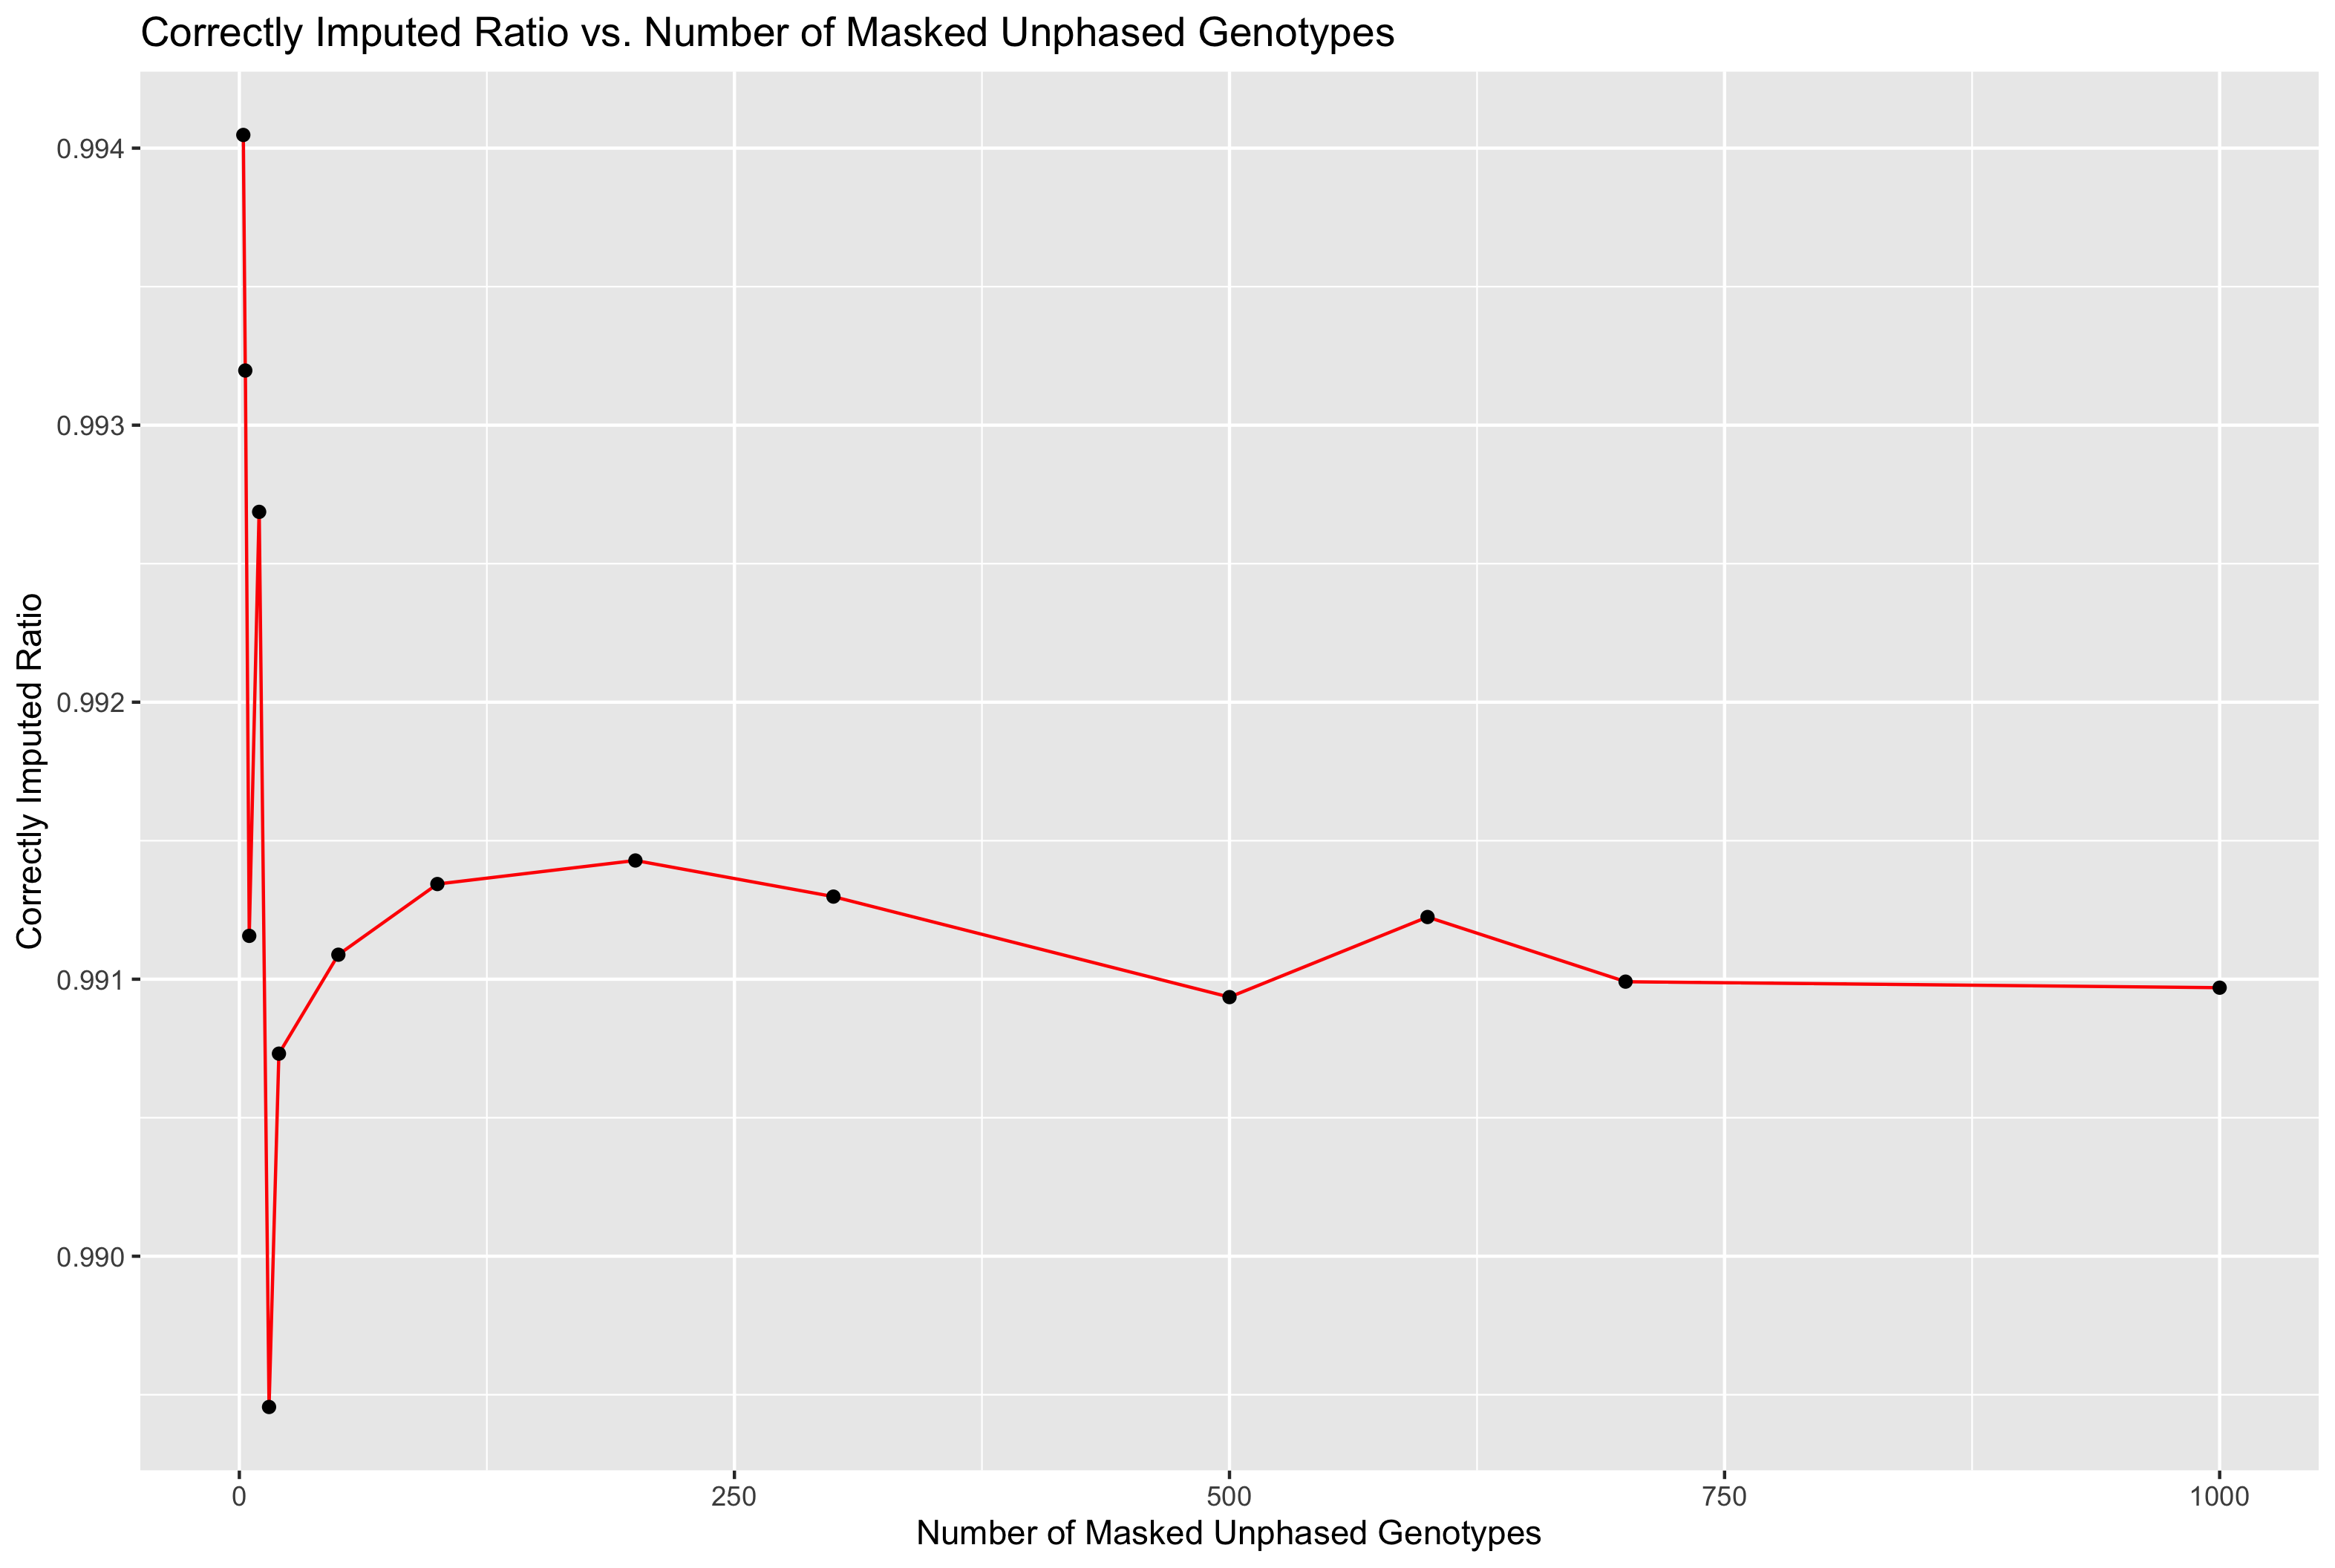 Correctly Imputed Ratio vs. Number of Masked Unphased Genotypes
Correctly Imputed Ratio
0.994
0.993
0.992
0.991
0.990
0 250 500 750 1000
Number of Masked Unphased Genotypes